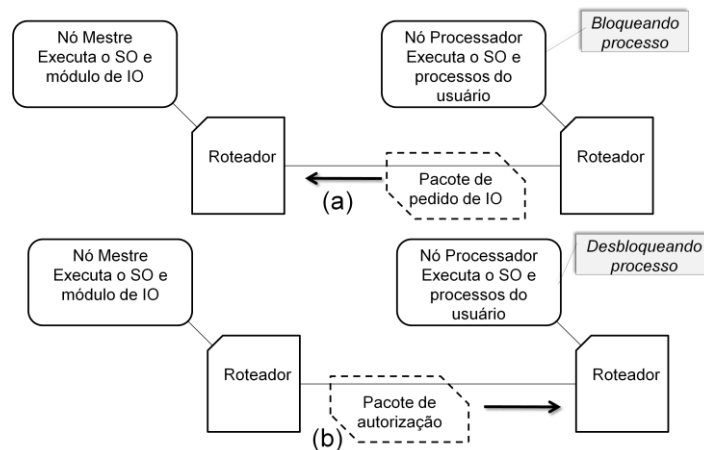 Nó Mestre
Executa o SO e
módulo de IO
Nó Processador
Executa o SO e
processos do
usuário
Bloqueando
processo
Roteador
Roteador
Pacote de
pedido de IO
(a)
Nó Mestre
Executa o SO e
módulo de IO
Nó Processador
Executa o SO e
processos do
usuário
Desbloqueando
processo
Roteador
Roteador
Pacote de
autorização
(b)